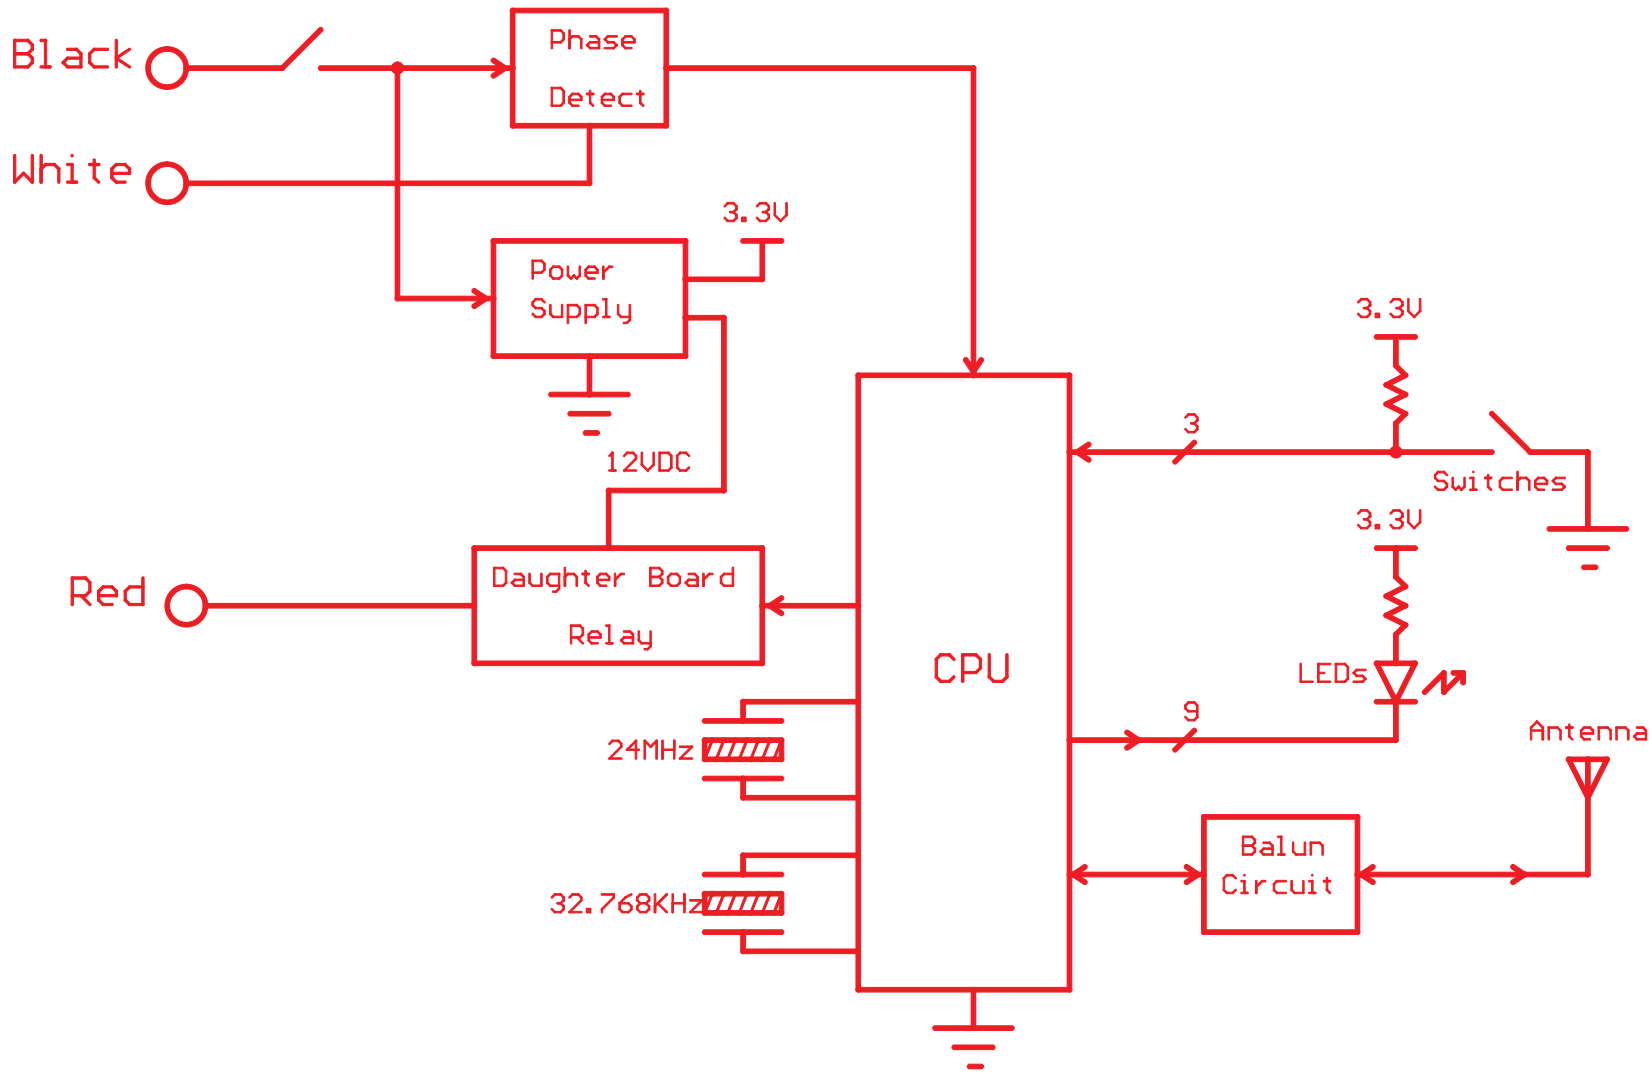 Black
Phase
Detect
White
3.3V
Power
Supply
3.3V
3
12VDC
Switches
3.3V
Red
Daughter Board
Relay
CPU
LEDs
9
24MHz
Antenna
Balun
Circuit
32.768KHz